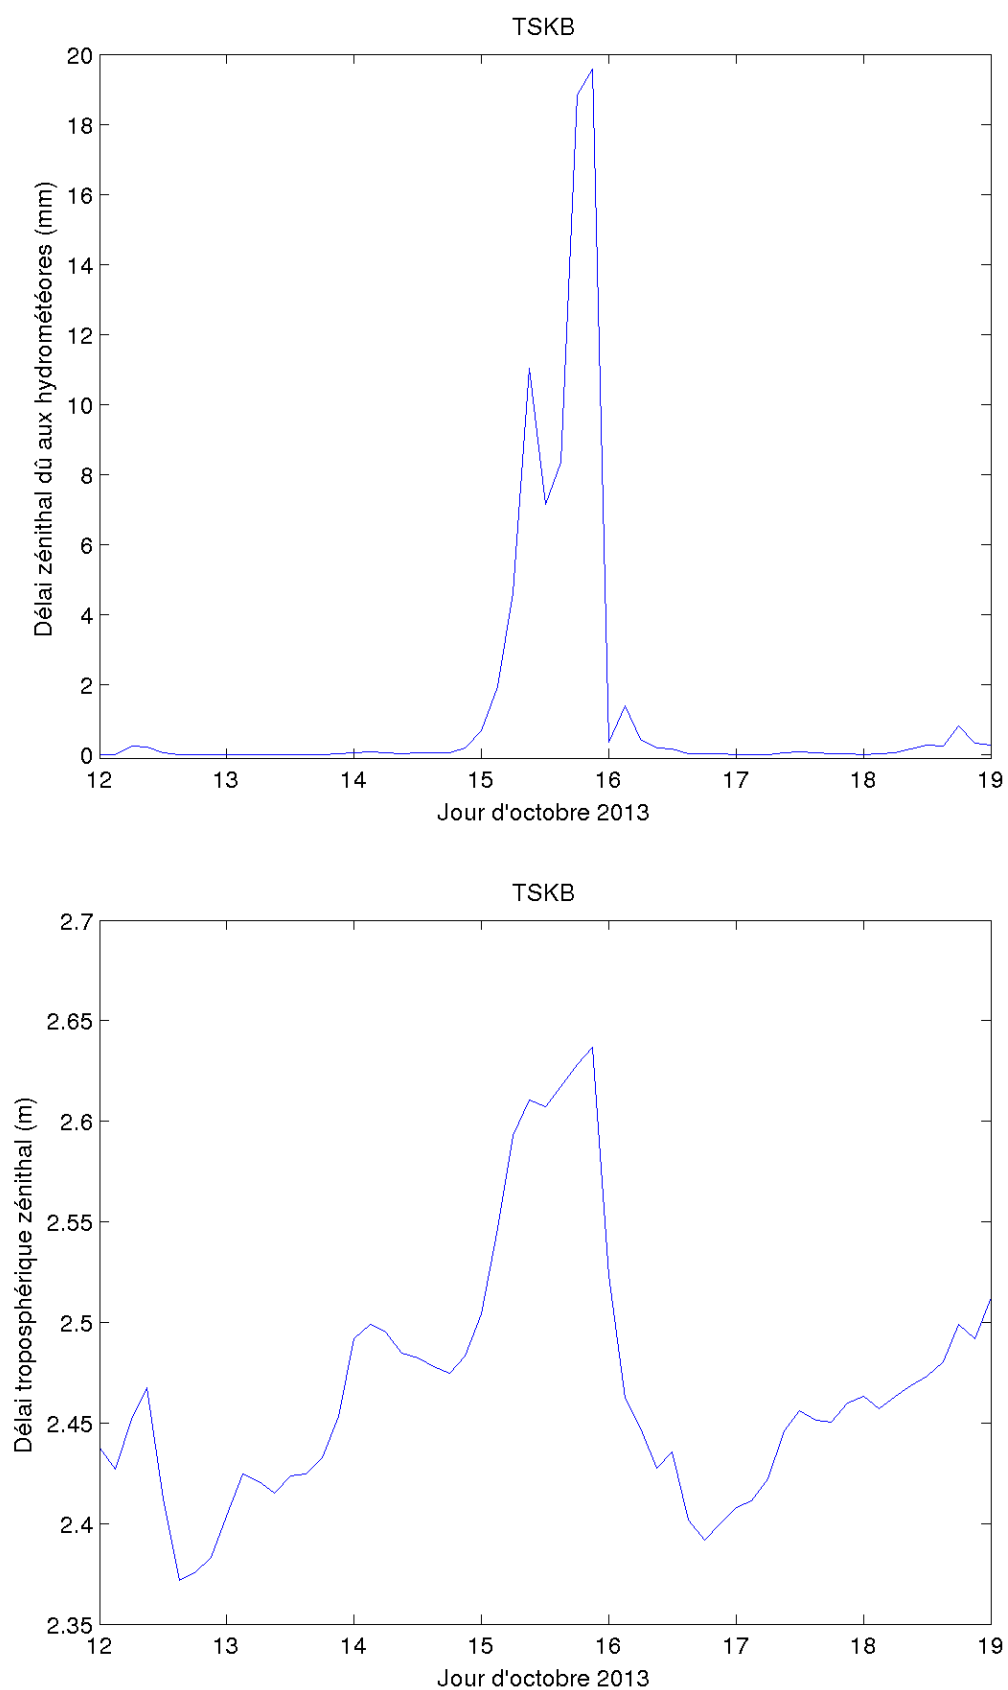 TSKB
Délai zénithal dû aux hydrométéores (mm)
20
18
16
14
12
10
8
6
4
2
0
12 13 14 15 16 17 18 19
Jour d'octobre 2013
TSKB
Délai troposphérique zénithal (m)
2.7
2.65
2.6
2.55
2.5
2.45
2.4
2.35
12 13 14 15 16 17 18 19
Jour d'octobre 2013